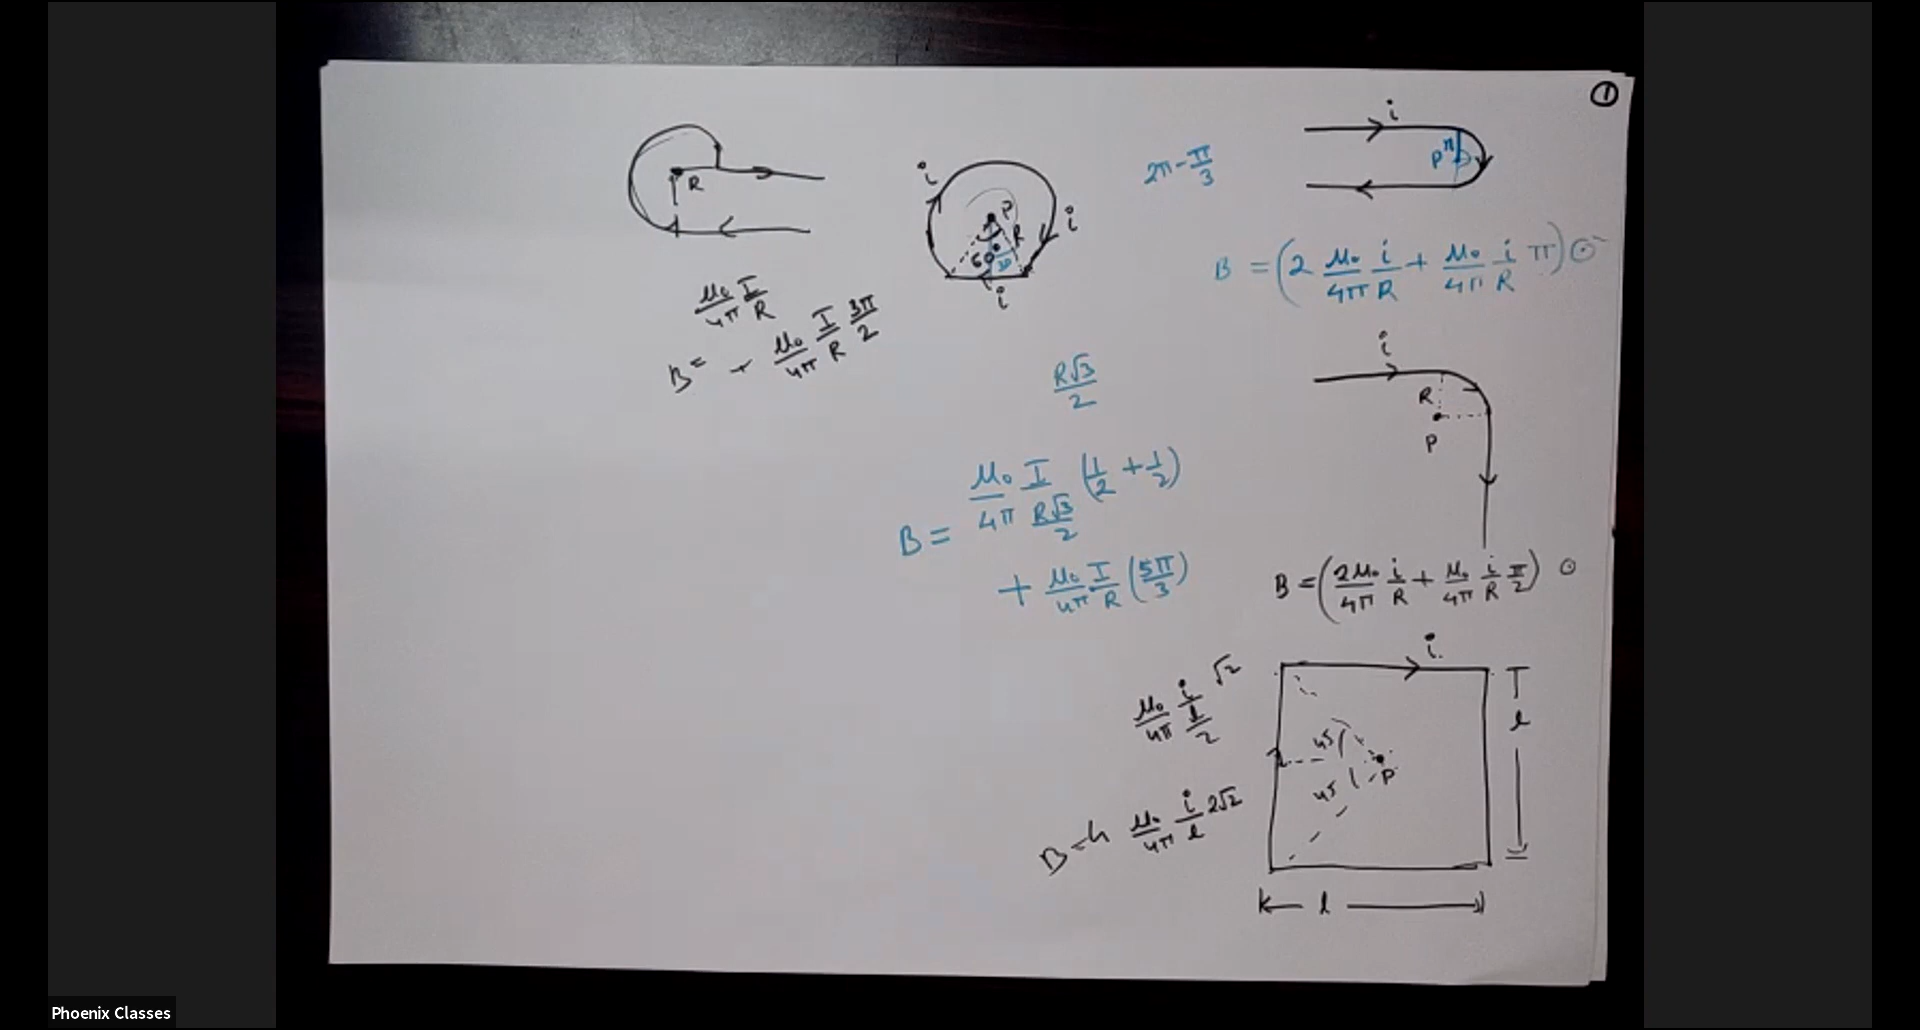 ①
i
R
i
P
R
i
60
30
i
2π - π/3
i
P π
B = (2 μ₀/4π i/R + μ₀/4π i/R π) ⊙
μ₀/4π I/R
B = + μ₀/4π I/R 3π/2
i
R
P
R√3/2
B = μ₀/4π I/(R√3/2) (1/2 + 1/2)
+ μ₀/4π I/R (5π/3)
B = (2μ₀/4π i/R + μ₀/4π i/R π/2) ⊙
i
μ₀/4π i/(l/2) √2
l
45
45
P
B = 4 μ₀/4π i/l 2√2
l
Phoenix Classes